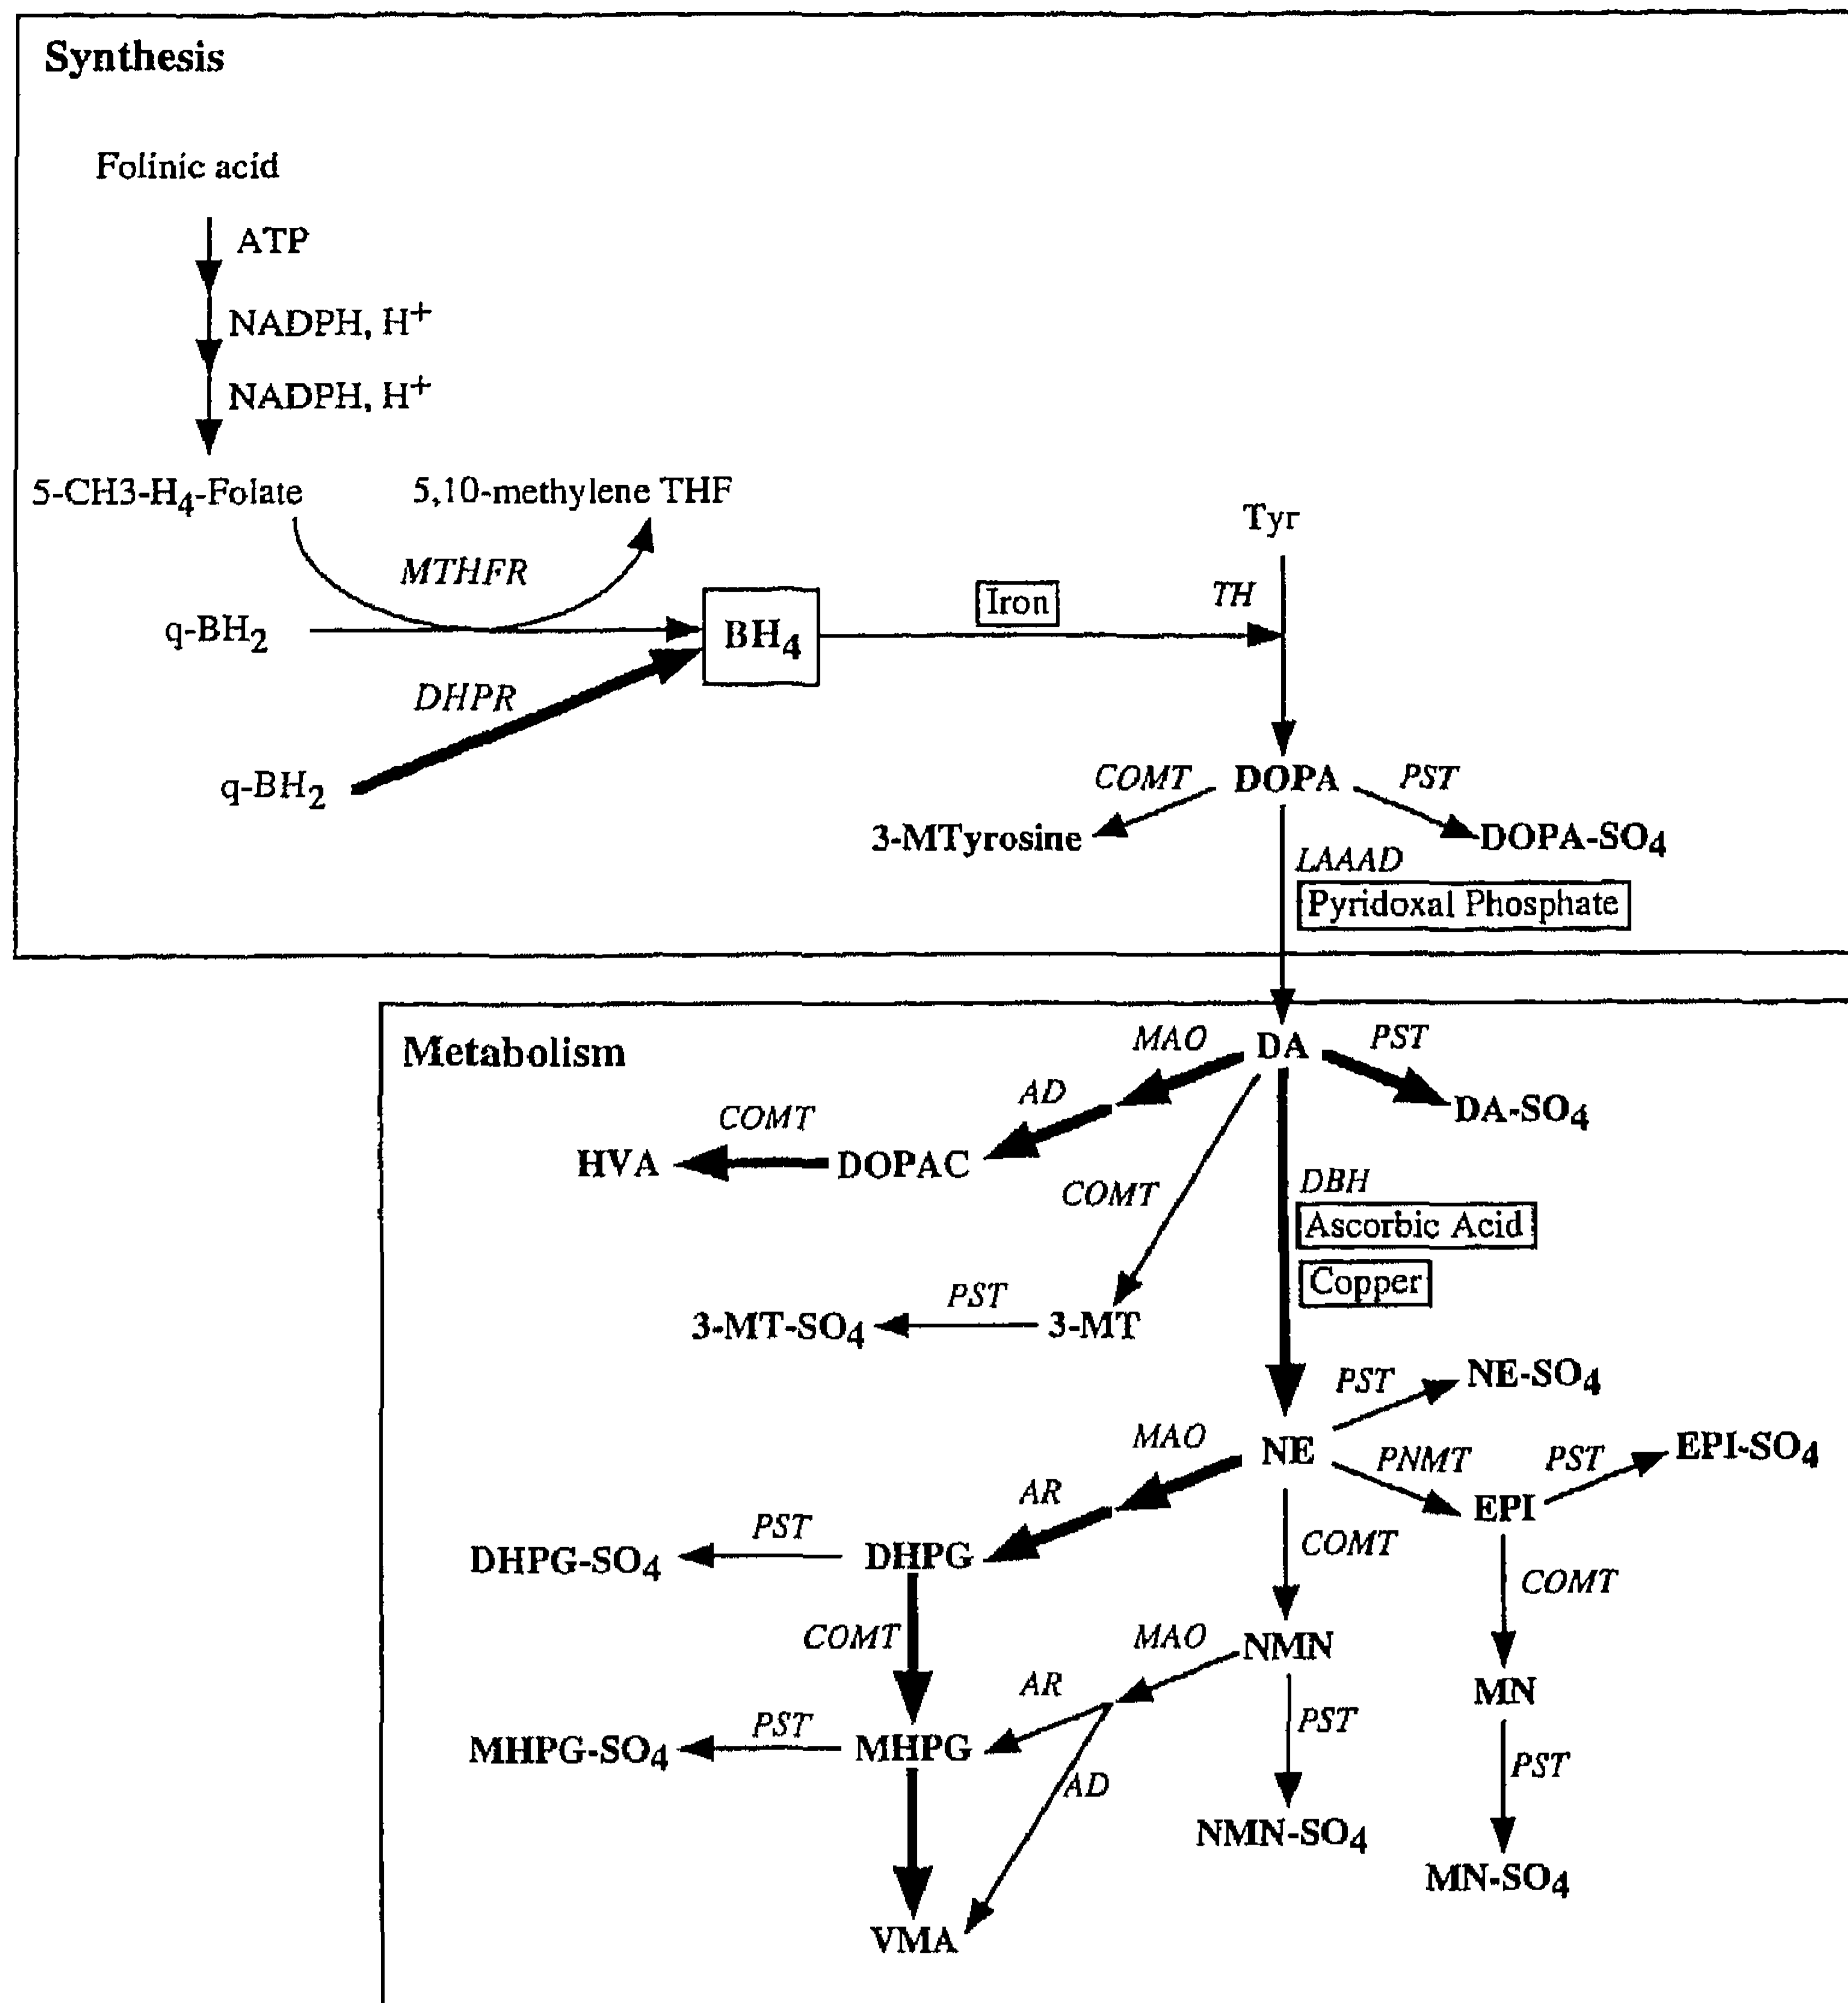 Synthesis
Folinic acid
ATP
NADPH, H+
NADPH, H+
5-CH3-H4-Folate
5,10-methylene THF
Tyr
MTHFR
Iron
TH
q-BH2
BH4
DHPR
q-BH2
COMT
DOPA
PST
3-MTyrosine
DOPA-SO4
LAAAD
Pyridoxal Phosphate
Metabolism
MAO
DA
PST
AD
COMT
DA-SO4
HVA
DOPAC
COMT
DBH
Ascorbic Acid
Copper
PST
3-MT-SO4
3-MT
PST
NE-SO4
MAO
NE
PNMT
PST
EPI-SO4
AR
EPI
PST
DHPG-SO4
DHPG
COMT
COMT
COMT
MAO
NMN
AR
MN
PST
PST
MHPG-SO4
MHPG
PST
AD
NMN-SO4
MN-SO4
VMA